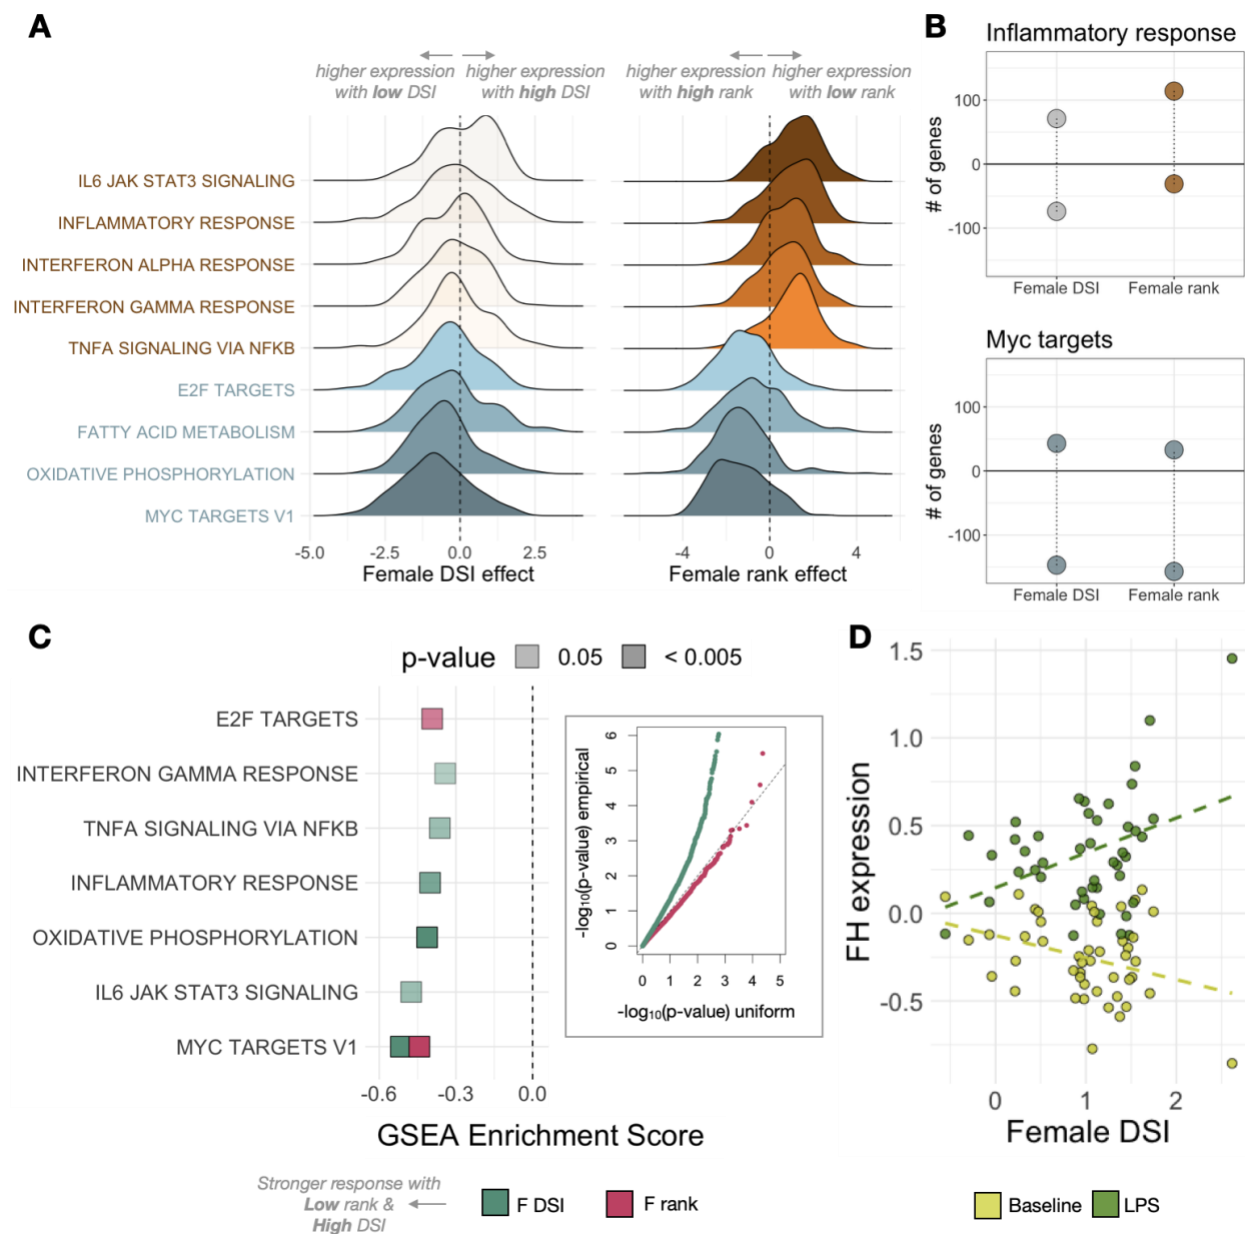 A
higher expression
with low DSI
higher expression
with high DSI
higher expression
with high rank
higher expression
with low rank
IL6 JAK STAT3 SIGNALING
INFLAMMATORY RESPONSE
INTERFERON ALPHA RESPONSE
INTERFERON GAMMA RESPONSE
TNFA SIGNALING VIA NFKB
E2F TARGETS
FATTY ACID METABOLISM
OXIDATIVE PHOSPHORYLATION
MYC TARGETS V1
-5.0 -2.5 0.0 2.5
Female DSI effect
-4 0 4
Female rank effect
B
Inflammatory response
# of genes
100
0
-100
Female DSI Female rank
Myc targets
# of genes
100
0
-100
Female DSI Female rank
C
p-value 0.05 < 0.005
E2F TARGETS
INTERFERON GAMMA RESPONSE
TNFA SIGNALING VIA NFKB
INFLAMMATORY RESPONSE
OXIDATIVE PHOSPHORYLATION
IL6 JAK STAT3 SIGNALING
MYC TARGETS V1
-0.6 -0.3 0.0
GSEA Enrichment Score
Stronger response with
Low rank &
High DSI
F DSI F rank
-log10(p-value) empirical
6
5
4
3
2
1
0
0 1 2 3 4 5
-log10(p-value) uniform
D
FH expression
1.5
1.0
0.5
0.0
-0.5
0 1 2
Female DSI
Baseline LPS